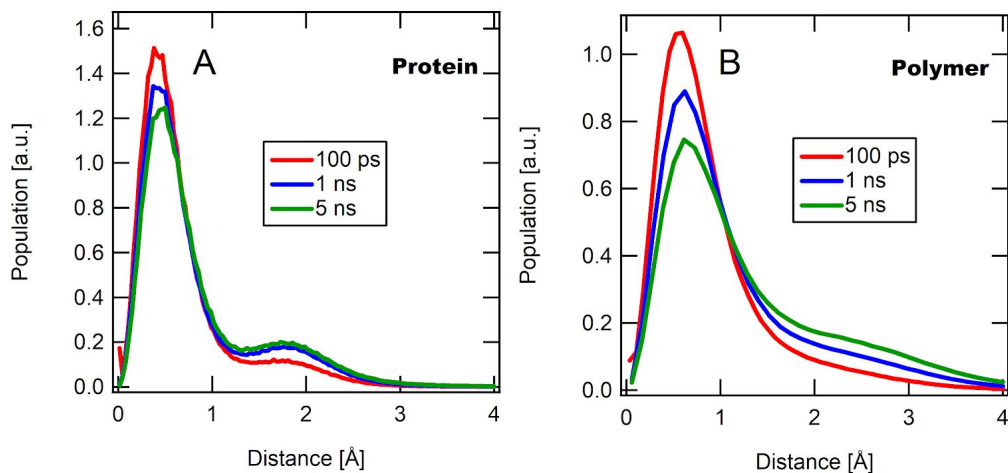 A
Protein
Population [a.u.]
1.6
1.4
1.2
1.0
0.8
0.6
0.4
0.2
0.0
100 ps
1 ns
5 ns
0
1
2
3
4
Distance [Å]
B
Polymer
Population [a.u.]
1.0
0.8
0.6
0.4
0.2
0.0
100 ps
1 ns
5 ns
0
1
2
3
4
Distance [Å]